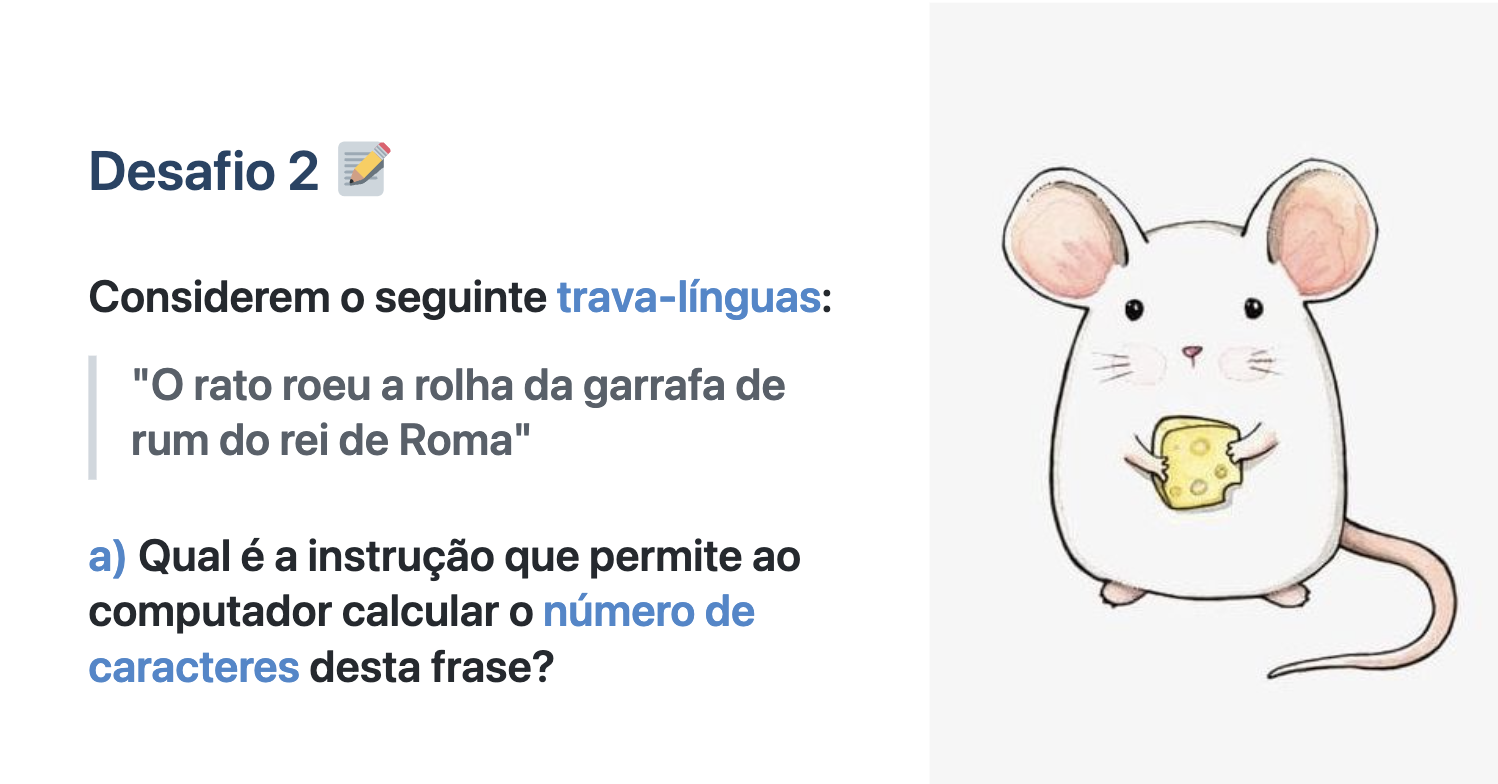 Desafio 2 📝
Considerem o seguinte trava-línguas:
"O rato roeu a rolha da garrafa de
rum do rei de Roma"
a) Qual é a instrução que permite ao
computador calcular o número de
caracteres desta frase?